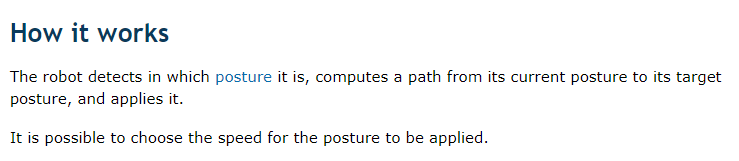 How it works
The robot detects in which posture it is, computes a path from its current posture to its target
posture, and applies it.
It is possible to choose the speed for the posture to be applied.